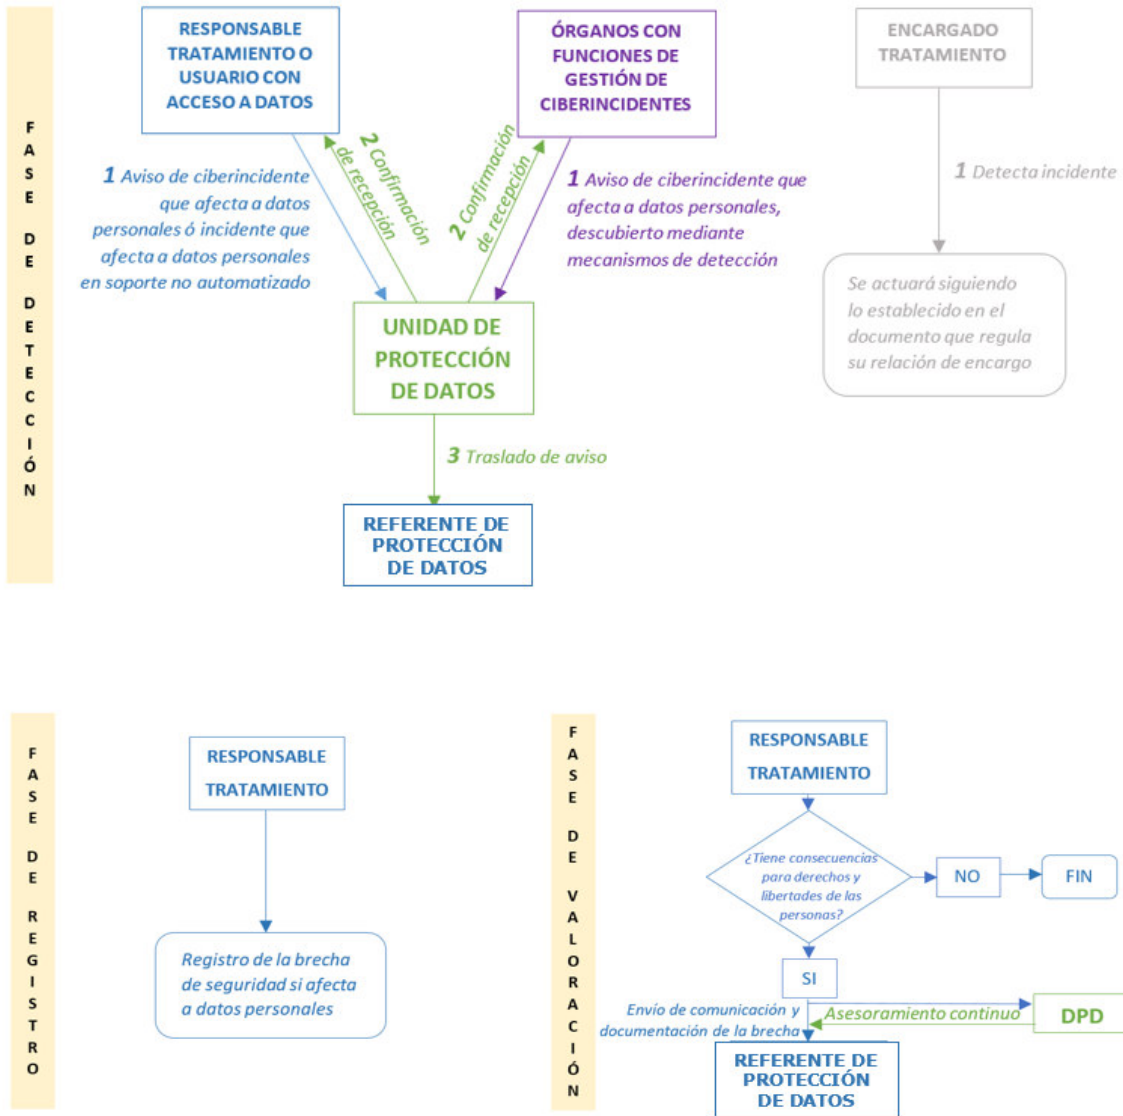 FASE DE DETECCIÓN
RESPONSABLE
TRATAMIENTO O
USUARIO CON
ACCESO A DATOS
ÓRGANOS CON
FUNCIONES DE
GESTIÓN DE
CIBERINCIDENTES
ENCARGADO
TRATAMIENTO
1 Aviso de ciberincidente
que afecta a datos
personales ó incidente que
afecta a datos personales
en soporte no automatizado
2 Confirmación
de recepción
2 Confirmación
de recepción
1 Aviso de ciberincidente que
afecta a datos personales,
descubierto mediante
mecanismos de detección
1 Detecta incidente
Se actuará siguiendo
lo establecido en el
documento que regula
su relación de encargo
UNIDAD DE
PROTECCIÓN
DE DATOS
3 Traslado de aviso
REFERENTE DE
PROTECCIÓN
DE DATOS
FASE DE REGISTRO
RESPONSABLE
TRATAMIENTO
Registro de la brecha
de seguridad si afecta
a datos personales
FASE DE VALORACIÓN
RESPONSABLE
TRATAMIENTO
¿Tiene consecuencias
para derechos y
libertades de las
personas?
NO
FIN
SI
Envío de comunicación y
documentación de la brecha
Asesoramiento continuo
DPD
REFERENTE DE
PROTECCIÓN
DE DATOS